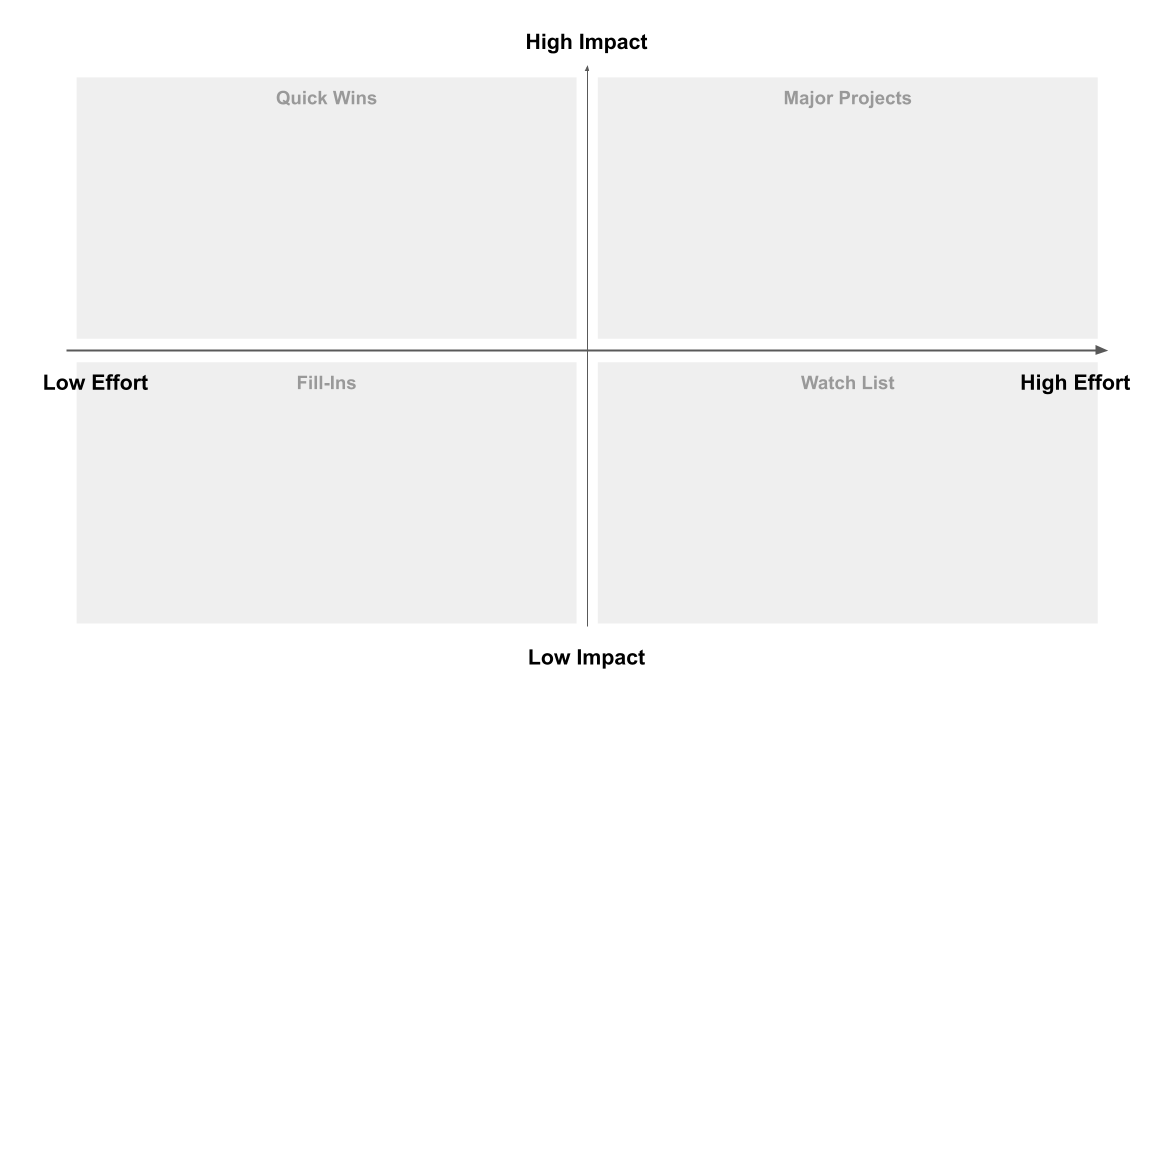 High Impact
Quick Wins
Major Projects
Low Effort
Fill-Ins
Watch List
High Effort
Low Impact